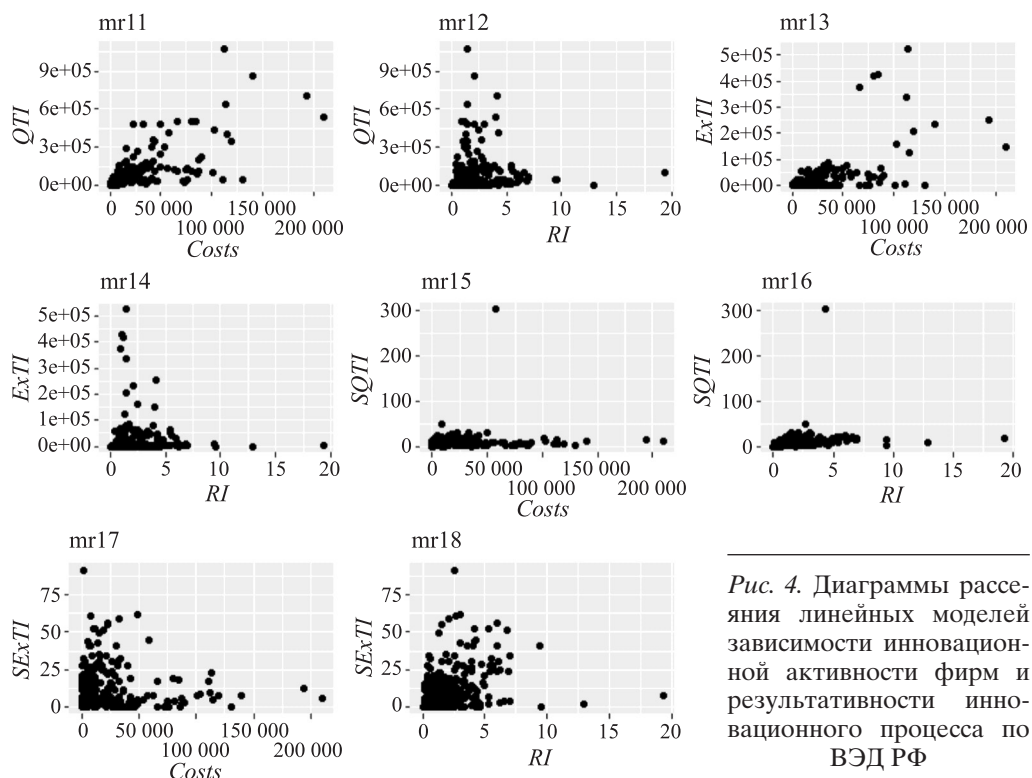 mr11
9e+05
6e+05
3e+05
0e+00
QTI
0 50 000 150 000
100 000 200 000
Costs
mr12
9e+05
6e+05
3e+05
0e+00
QTI
0 5 10 15 20
RI
mr13
5e+05
4e+05
3e+05
2e+05
1e+05
0e+00
ExTI
0 50 000 150 000
100 000 200 000
Costs
mr14
5e+05
4e+05
3e+05
2e+05
1e+05
0e+00
ExTI
0 5 10 15 20
RI
mr15
300
200
100
0
SQTI
0 50 000 150 000
100 000 200 000
Costs
mr16
300
200
100
0
SQTI
0 5 10 15 20
RI
mr17
75
50
25
0
SExTI
0 50 000 150 000
100 000 200 000
Costs
mr18
75
50
25
0
SExTI
0 5 10 15 20
RI
Рис. 4. Диаграммы рассе-
яния линейных моделей
зависимости инновацион-
ной активности фирм и
результативности инно-
вационного процесса по
ВЭД РФ